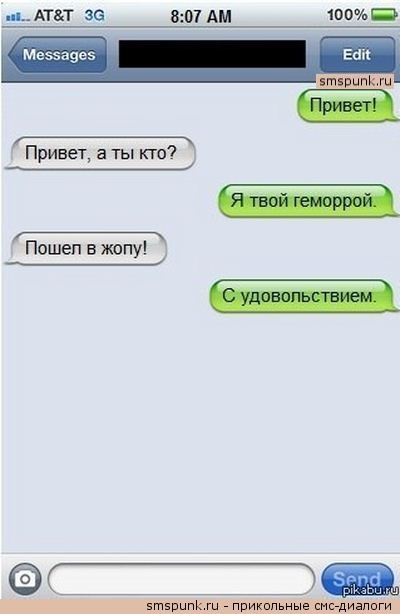 AT&T 3G 8:07 AM 100%
Messages Edit
smspunk.ru
Привет!
Привет, а ты кто?
Я твой геморрой.
Пошел в жопу!
С удовольствием.
Send
pikabu.ru
smspunk.ru - прикольные смс-диалоги